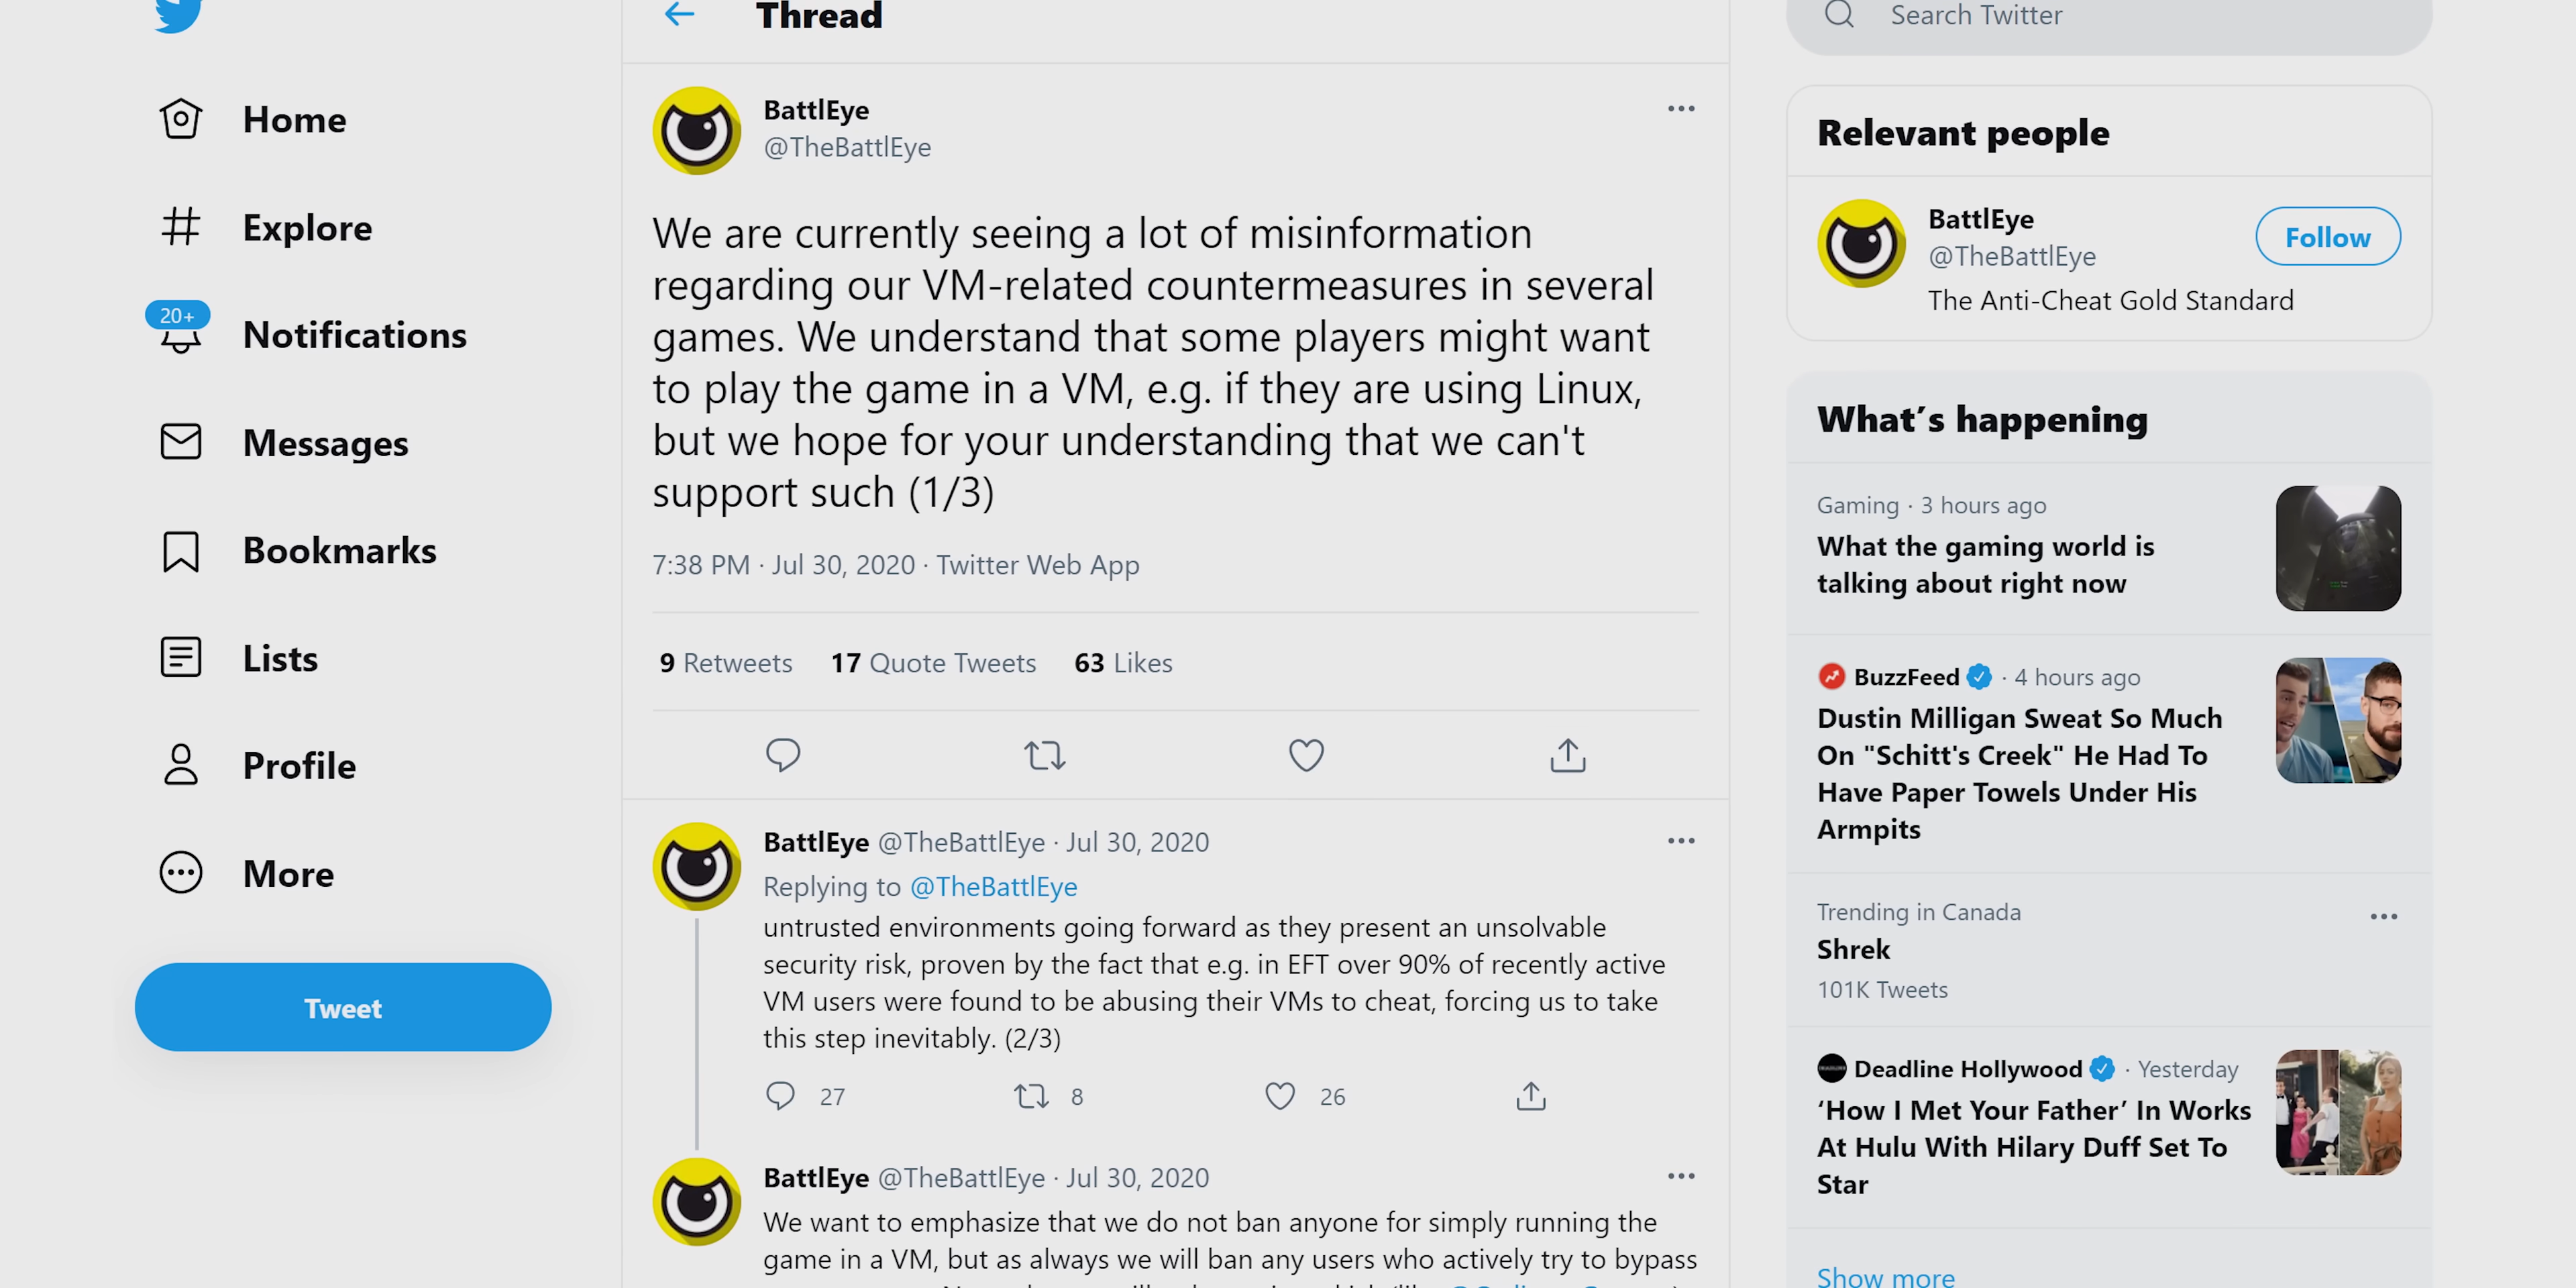 Home
Explore
20+
Notifications
Messages
Bookmarks
Lists
Profile
More
Tweet
Thread
BattlEye
@TheBattlEye
We are currently seeing a lot of misinformation
regarding our VM-related countermeasures in several
games. We understand that some players might want
to play the game in a VM, e.g. if they are using Linux,
but we hope for your understanding that we can't
support such (1/3)
7:38 PM · Jul 30, 2020 · Twitter Web App
9 Retweets 17 Quote Tweets 63 Likes
BattlEye @TheBattlEye · Jul 30, 2020
Replying to @TheBattlEye
untrusted environments going forward as they present an unsolvable
security risk, proven by the fact that e.g. in EFT over 90% of recently active
VM users were found to be abusing their VMs to cheat, forcing us to take
this step inevitably. (2/3)
27 8 26
BattlEye @TheBattlEye · Jul 30, 2020
We want to emphasize that we do not ban anyone for simply running the
game in a VM, but as always we will ban any users who actively try to bypass
Search Twitter
Relevant people
BattlEye
@TheBattlEye
Follow
The Anti-Cheat Gold Standard
What's happening
Gaming · 3 hours ago
What the gaming world is
talking about right now
BuzzFeed · 4 hours ago
Dustin Milligan Sweat So Much
On "Schitt's Creek" He Had To
Have Paper Towels Under His
Armpits
Trending in Canada
Shrek
101K Tweets
Deadline Hollywood · Yesterday
‘How I Met Your Father’ In Works
At Hulu With Hilary Duff Set To
Star
Show more